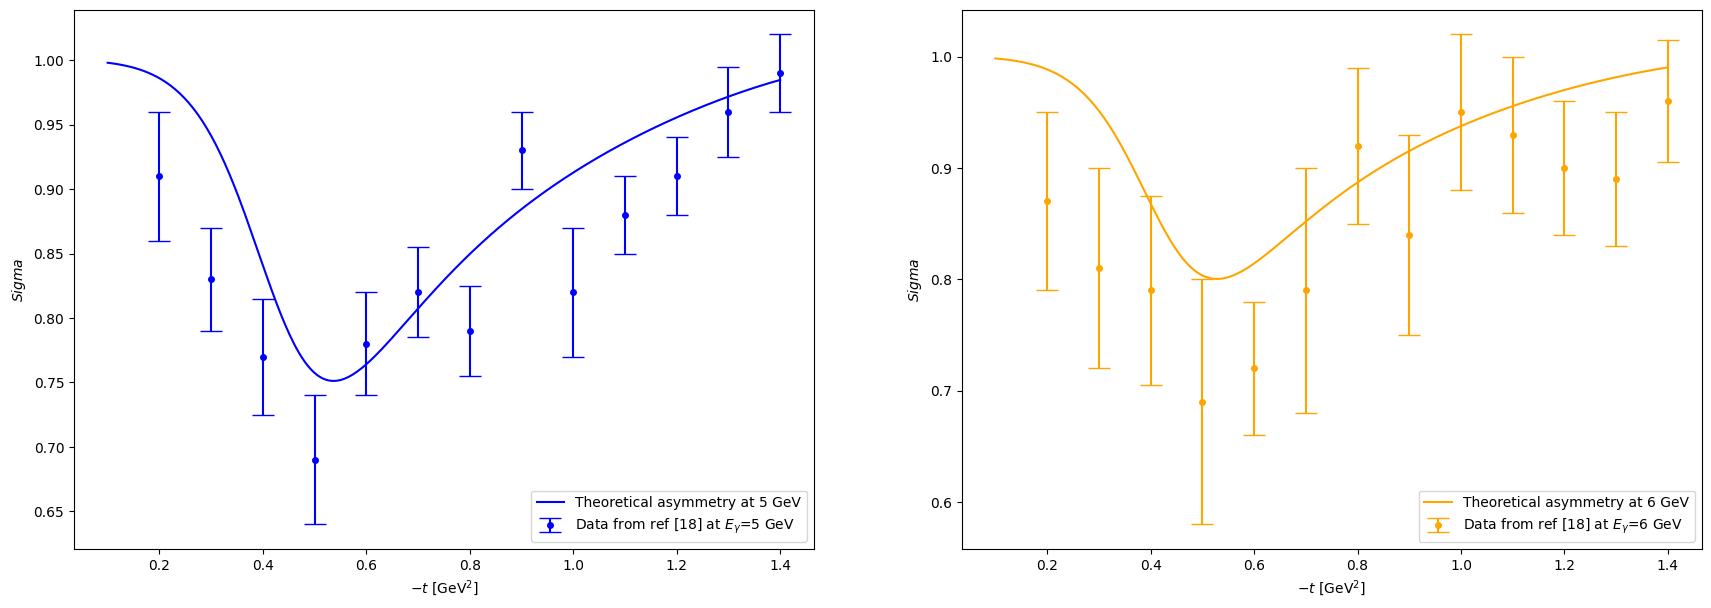 1.00
0.95
0.90
0.85
0.80
0.75
0.70
0.65
Sigma
0.2 0.4 0.6 0.8 1.0 1.2 1.4
−t [GeV²]
Theoretical asymmetry at 5 GeV
Data from ref [18] at Eᵧ=5 GeV
1.0
0.9
0.8
0.7
0.6
Sigma
0.2 0.4 0.6 0.8 1.0 1.2 1.4
−t [GeV²]
Theoretical asymmetry at 6 GeV
Data from ref [18] at Eᵧ=6 GeV